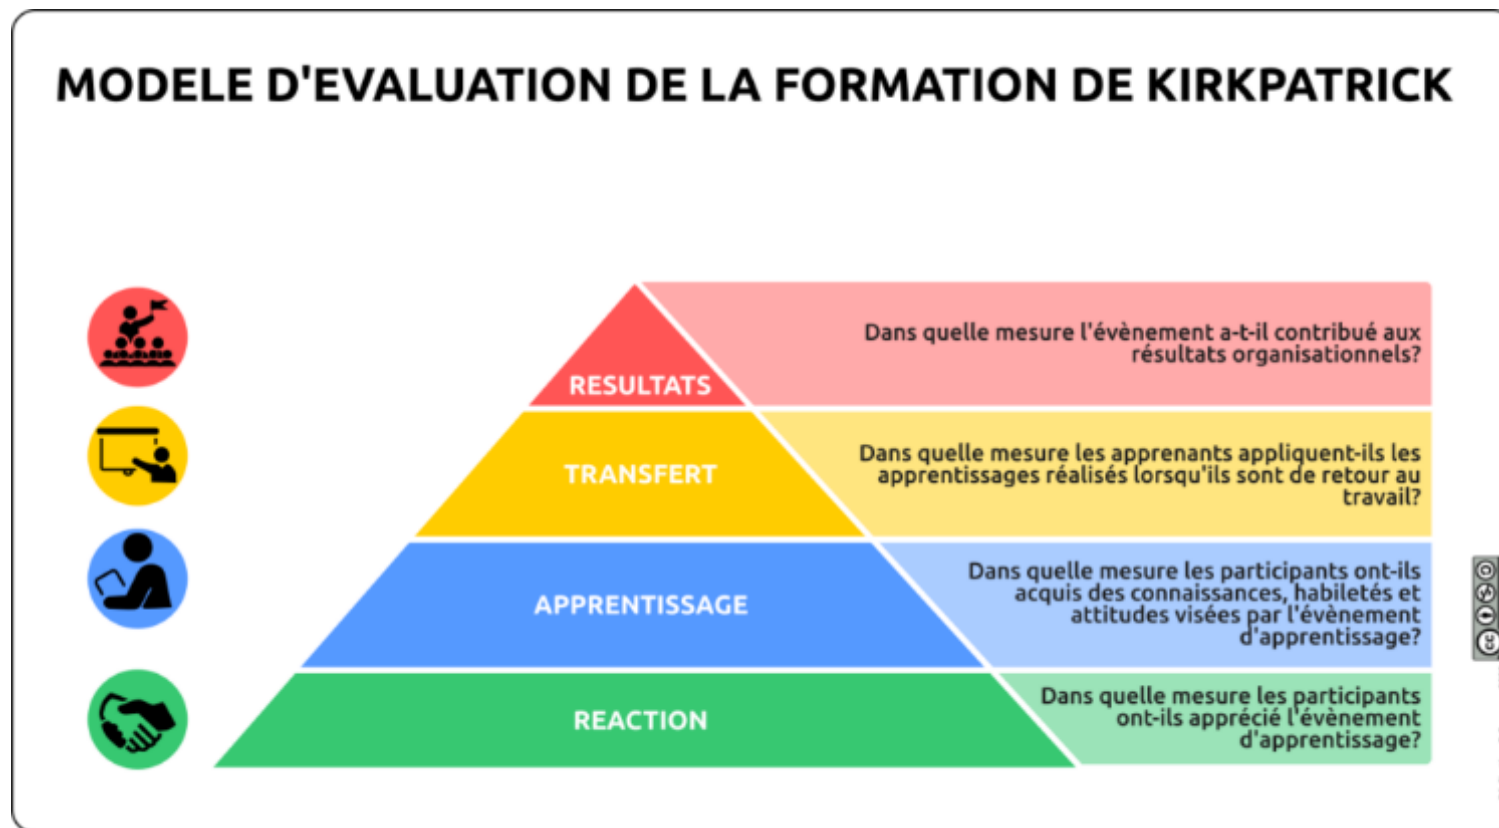 MODELE D'EVALUATION DE LA FORMATION DE KIRKPATRICK
RESULTATS
Dans quelle mesure l'évènement a-t-il contribué aux
résultats organisationnels?
TRANSFERT
Dans quelle mesure les apprenants appliquent-ils les
apprentissages réalisés lorsqu'ils sont de retour au
travail?
APPRENTISSAGE
Dans quelle mesure les participants ont-ils
acquis des connaissances, habiletés et
attitudes visées par l'évènement
d'apprentissage?
REACTION
Dans quelle mesure les participants
ont-ils apprécié l'évènement
d'apprentissage?
cc